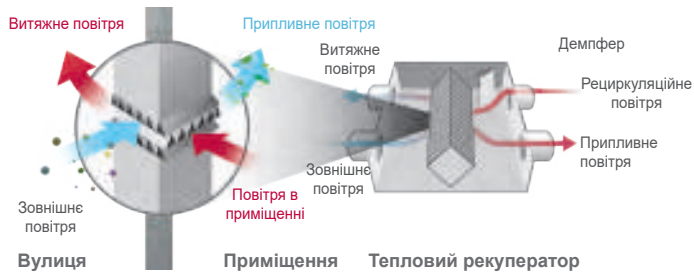 Витяжне повітря
Припливне повітря
Витяжне
повітря
Демпфер
Рециркуляційне
повітря
Припливне
повітря
Зовнішнє
повітря
Повітря в
приміщенні
Зовнішнє
повітря
Вулиця
Приміщення
Тепловий рекуператор